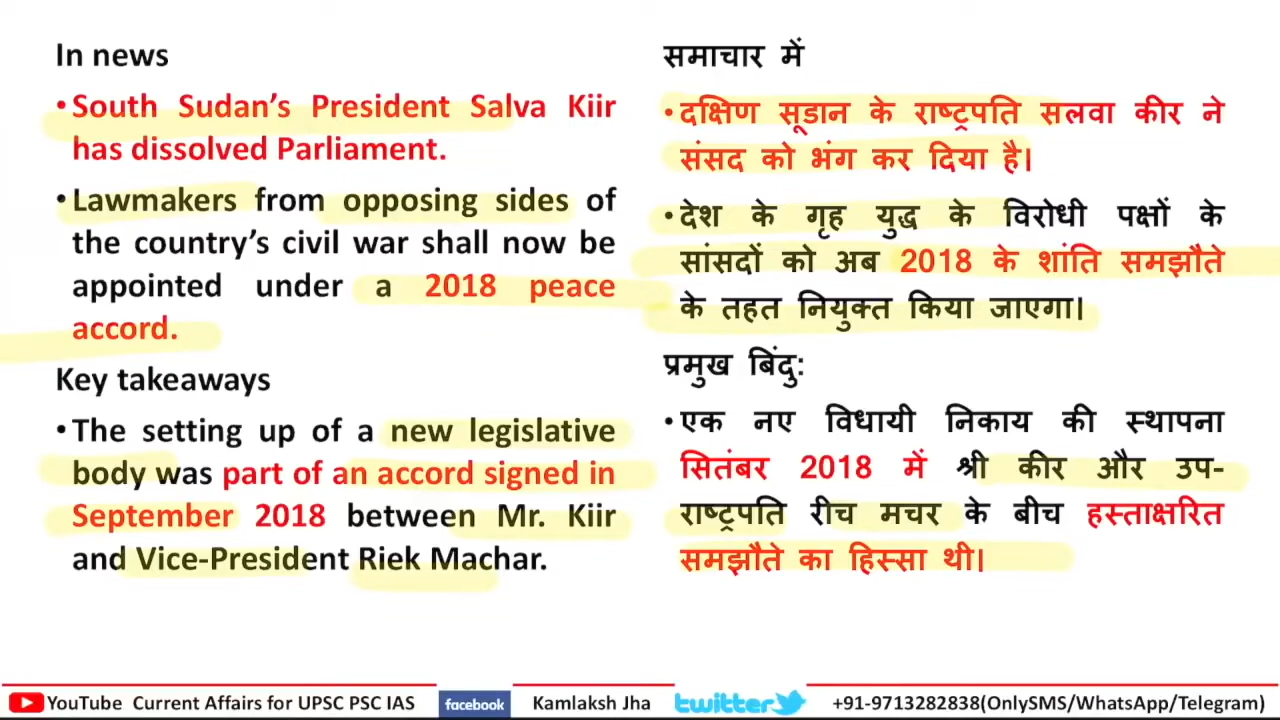 In news
•South Sudan's President Salva Kiir
has dissolved Parliament.
•Lawmakers from opposing sides of
the country's civil war shall now be
appointed under a 2018 peace
accord.
Key takeaways
•The setting up of a new legislative
body was part of an accord signed in
September 2018 between Mr. Kiir
and Vice-President Riek Machar.
समाचार में
•दक्षिण सूडान के राष्ट्रपति सलवा कीर ने
संसद को भंग कर दिया है।
•देश के गृह युद्ध के विरोधी पक्षों के
सांसदों को अब 2018 के शांति समझौते
के तहत नियुक्त किया जाएगा।
प्रमुख बिंदु:
•एक नए विधायी निकाय की स्थापना
सितंबर 2018 में श्री कीर और उप-
राष्ट्रपति रीच मचर के बीच हस्ताक्षरित
समझौते का हिस्सा थी।
YouTube Current Affairs for UPSC PSC IAS facebook Kamlaksh Jha twitter +91-9713282838(OnlySMS/WhatsApp/Telegram)